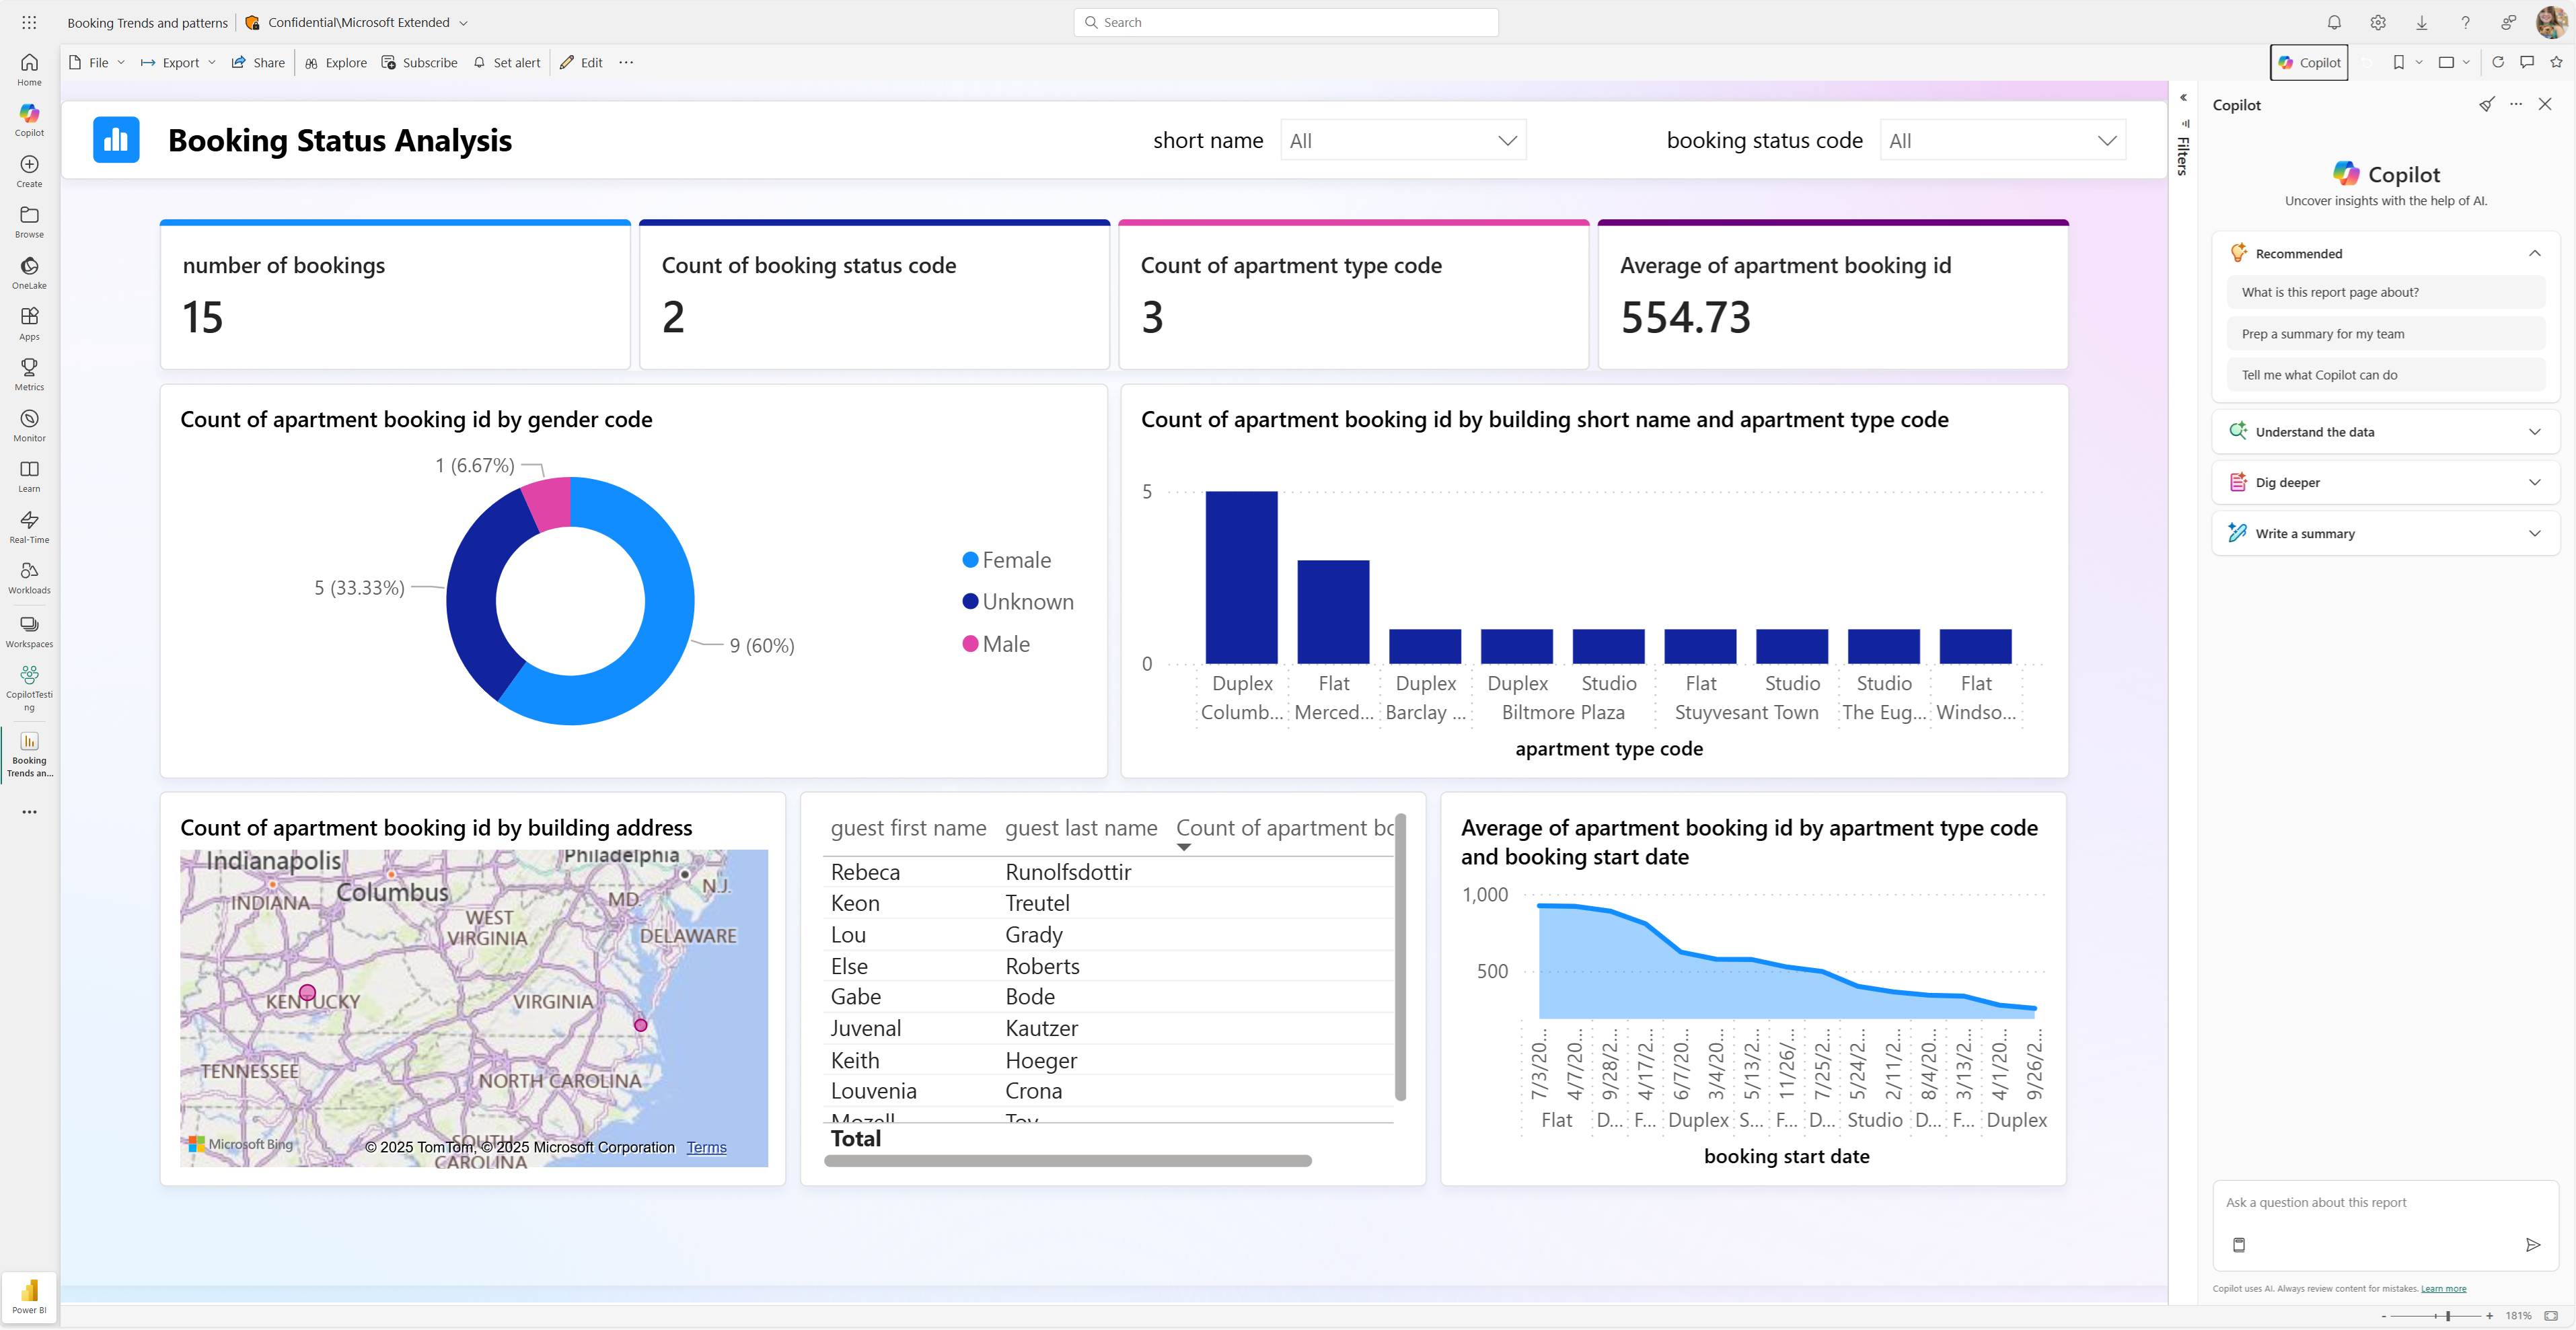 Booking Trends and patterns
Confidential\Microsoft Extended
Search
File
Export
Share
Explore
Subscribe
Set alert
Edit
Copilot
Home
Copilot
Create
Browse
OneLake
Apps
Metrics
Monitor
Learn
Real-Time
Workloads
Workspaces
CopilotTesti
ng
Booking
Trends an...
Power BI
Booking Status Analysis
short name
All
booking status code
All
Filters
number of bookings
15
Count of booking status code
2
Count of apartment type code
3
Average of apartment booking id
554.73
Count of apartment booking id by gender code
1 (6.67%)
5 (33.33%)
9 (60%)
Female
Unknown
Male
Count of apartment booking id by building short name and apartment type code
5
0
Duplex Flat Duplex Duplex Studio Flat Studio Studio Flat
Columb... Merced... Barclay ... Biltmore Plaza Stuyvesant Town The Eug... Windso...
apartment type code
Count of apartment booking id by building address
Indianapolis
Philadelphia
Columbus
N.J.
INDIANA
MD.
WEST
VIRGINIA
DELAWARE
KENTUCKY
VIRGINIA
TENNESSEE
NORTH CAROLINA
SOUTH
CAROLINA
Microsoft Bing
© 2025 TomTom, © 2025 Microsoft Corporation Terms
guest first name guest last name Count of apartment bo
Rebeca Runolfsdottir
Keon Treutel
Lou Grady
Else Roberts
Gabe Bode
Juvenal Kautzer
Keith Hoeger
Louvenia Crona
Mozell Toy
Total
Average of apartment booking id by apartment type code
and booking start date
1,000
500
7/3/20... 4/7/20... 9/28/2... 4/17/2... 6/7/20... 3/4/20... 5/13/2... 11/26/... 7/25/2... 5/24/2... 2/11/2... 8/4/20... 3/13/2... 4/1/20... 9/26/2...
Flat D... F... Duplex S... F... D... Studio D... F... Duplex
booking start date
Copilot
Copilot
Uncover insights with the help of AI.
Recommended
What is this report page about?
Prep a summary for my team
Tell me what Copilot can do
Understand the data
Dig deeper
Write a summary
Ask a question about this report
Copilot uses AI. Always review content for mistakes. Learn more
- + 181%